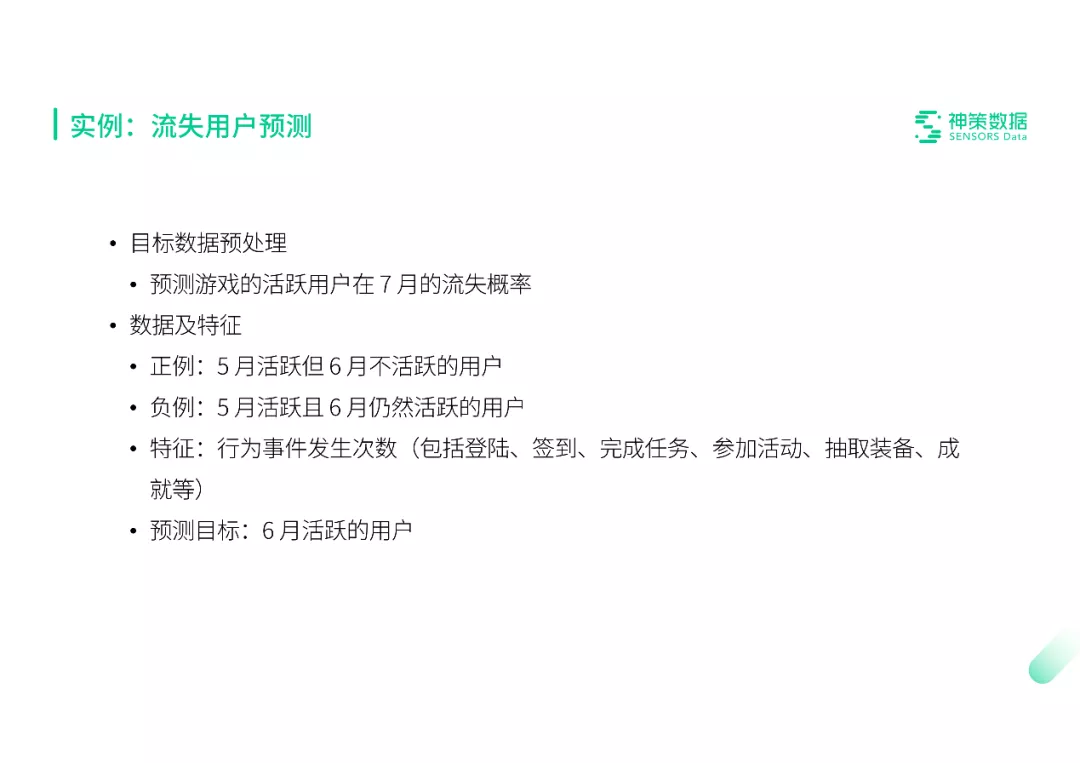 实例：流失用户预测
神策数据
SENSORS Data
• 目标数据预处理
• 预测游戏的活跃用户在 7 月的流失概率
• 数据及特征
• 正例：5 月活跃但 6 月不活跃的用户
• 负例：5 月活跃且 6 月仍然活跃的用户
• 特征：行为事件发生次数（包括登陆、签到、完成任务、参加活动、抽取装备、成
就等）
• 预测目标：6 月活跃的用户